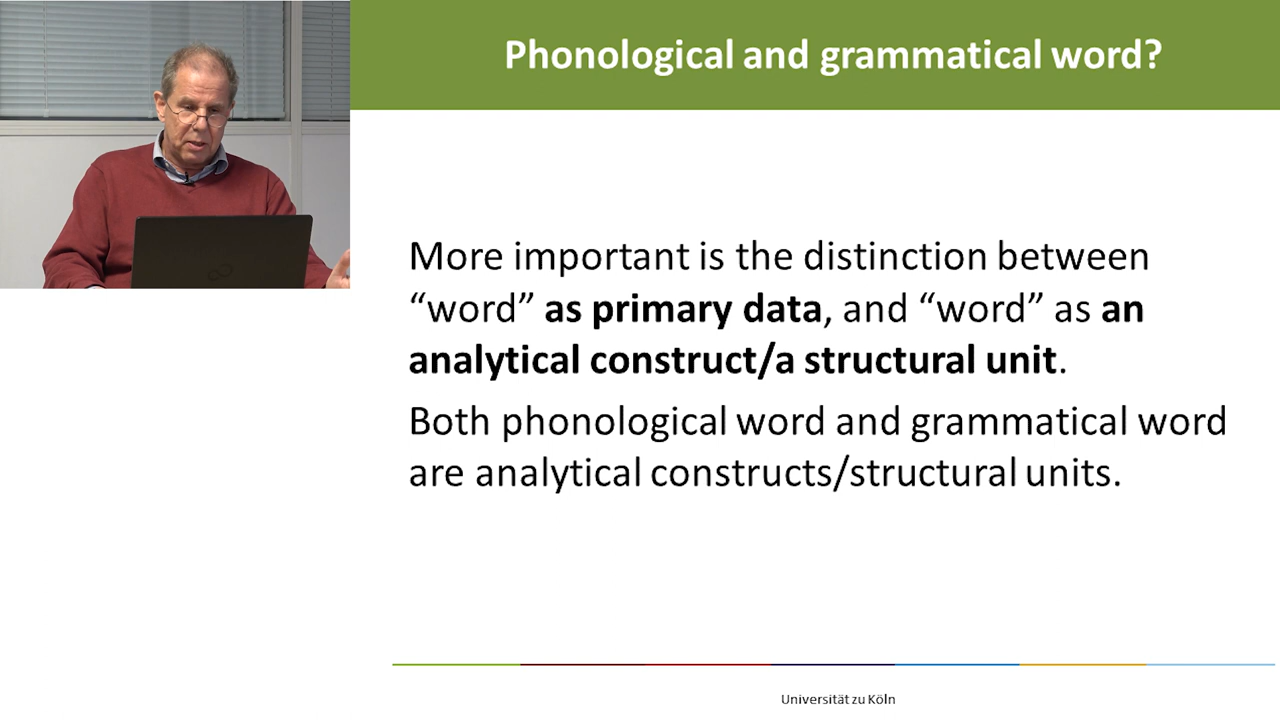 Phonological and grammatical word?
More important is the distinction between
“word” as primary data, and “word” as an
analytical construct/a structural unit.
Both phonological word and grammatical word
are analytical constructs/structural units.
Universität zu Köln